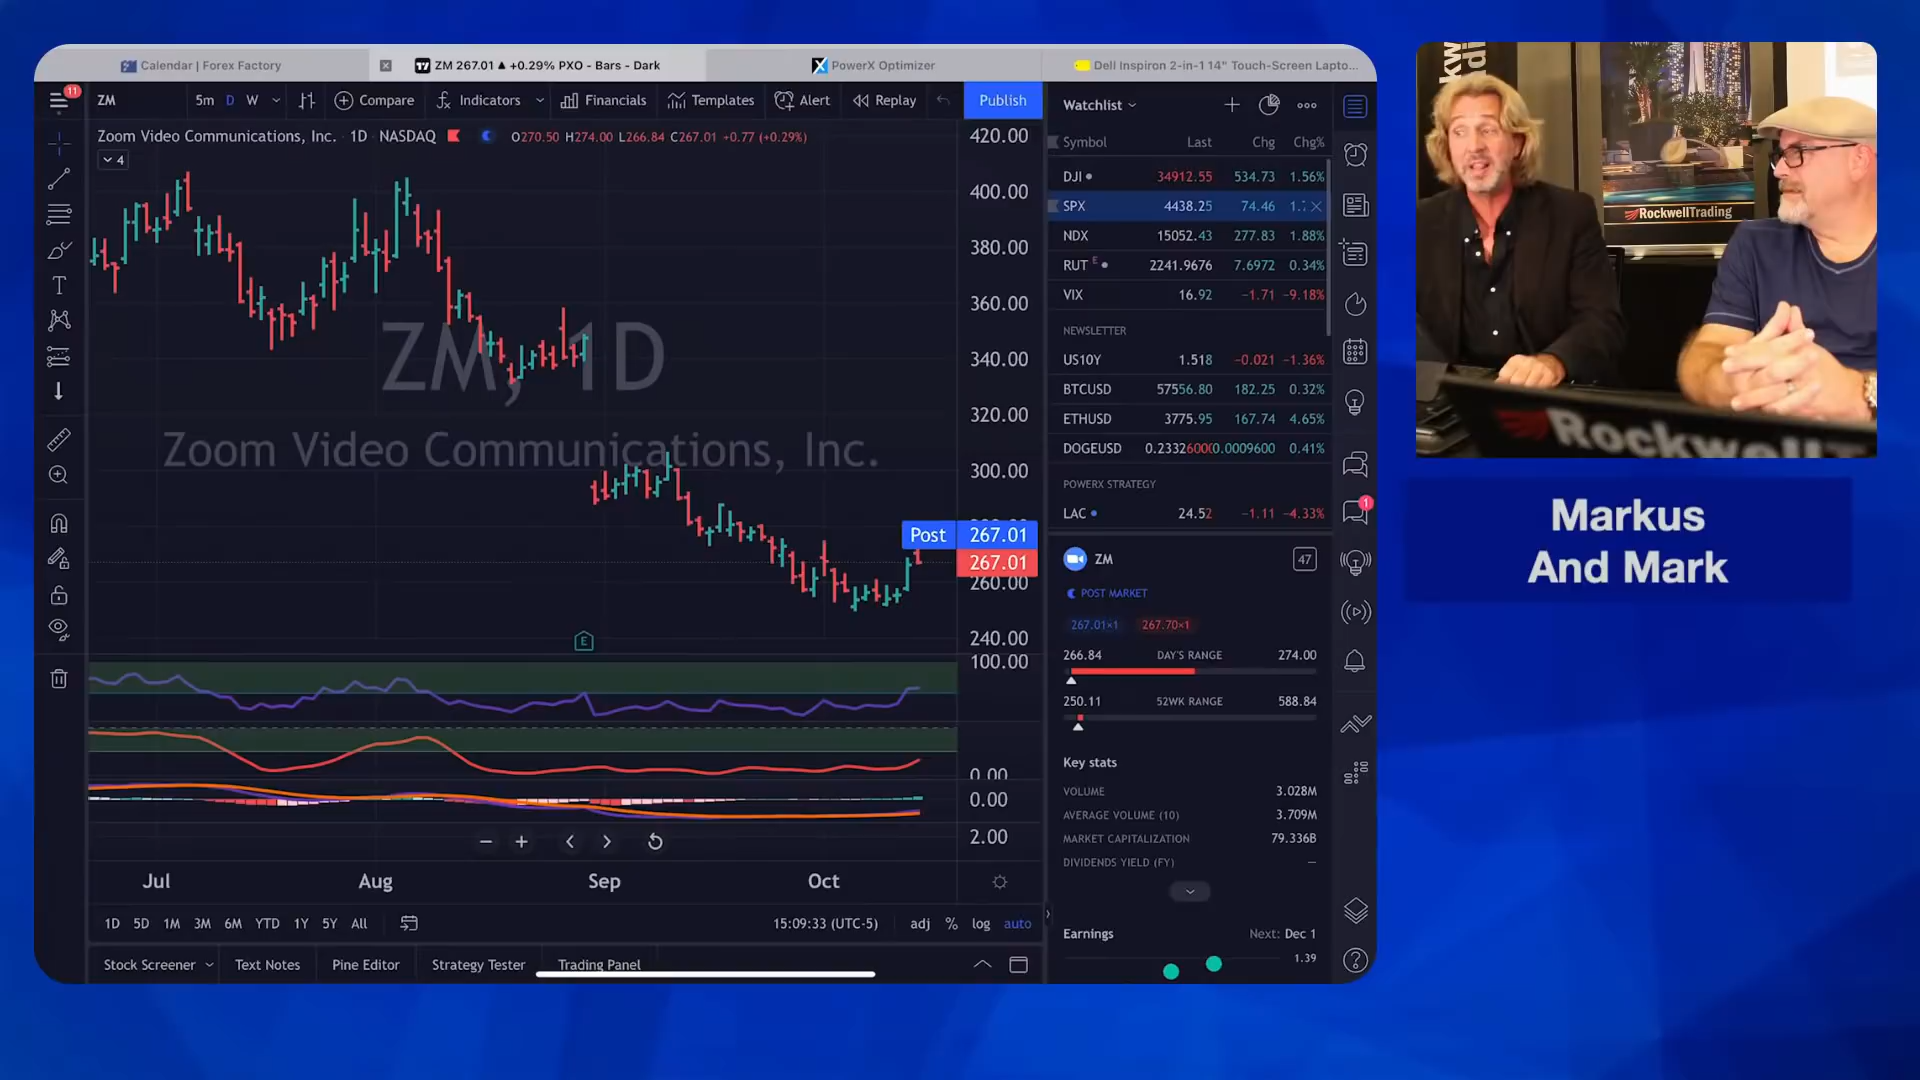 Calendar | Forex Factory
ZM 267.01 ▲ +0.29% PXO - Bars - Dark
PowerX Optimizer
Dell Inspiron 2-in-1 14" Touch-Screen Lapto...
11
ZM
5m D W
Compare
Indicators
Financials
Templates
Alert
Replay
Publish
Zoom Video Communications, Inc. 1D NASDAQ
O270.50 H274.00 L266.84 C267.01 +0.77 (+0.29%)
4
ZM, 1D
Zoom Video Communications, Inc.
420.00
400.00
380.00
360.00
340.00
320.00
300.00
Post 267.01
267.01
260.00
240.00
100.00
0.00
0.00
2.00
E
Jul Aug Sep Oct
1D 5D 1M 3M 6M YTD 1Y 5Y All
15:09:33 (UTC-5) adj % log auto
Stock Screener Text Notes Pine Editor Strategy Tester Trading Panel
Watchlist
Symbol Last Chg Chg%
DJI 34912.55 534.73 1.56%
SPX 4438.25 74.46
NDX 15052.43 277.83 1.88%
RUT E 2241.9676 7.6972 0.34%
VIX 16.92 −1.71 −9.18%
NEWSLETTER
US10Y 1.518 −0.021 −1.36%
BTCUSD 57556.80 182.25 0.32%
ETHUSD 3775.95 167.74 4.65%
DOGEUSD 0.2332600 0.0009600 0.41%
POWERX STRATEGY
LAC 24.52 −1.11 −4.33%
ZM 47
POST MARKET
267.01×1 267.70×1
266.84 DAY'S RANGE 274.00
250.11 52WK RANGE 588.84
Key stats
VOLUME 3.028M
AVERAGE VOLUME (10) 3.709M
MARKET CAPITALIZATION 79.336B
DIVIDENDS YIELD (FY) —
Earnings Next: Dec 1
1.39
1
RockwellTrading
RockwellT
Markus
And Mark